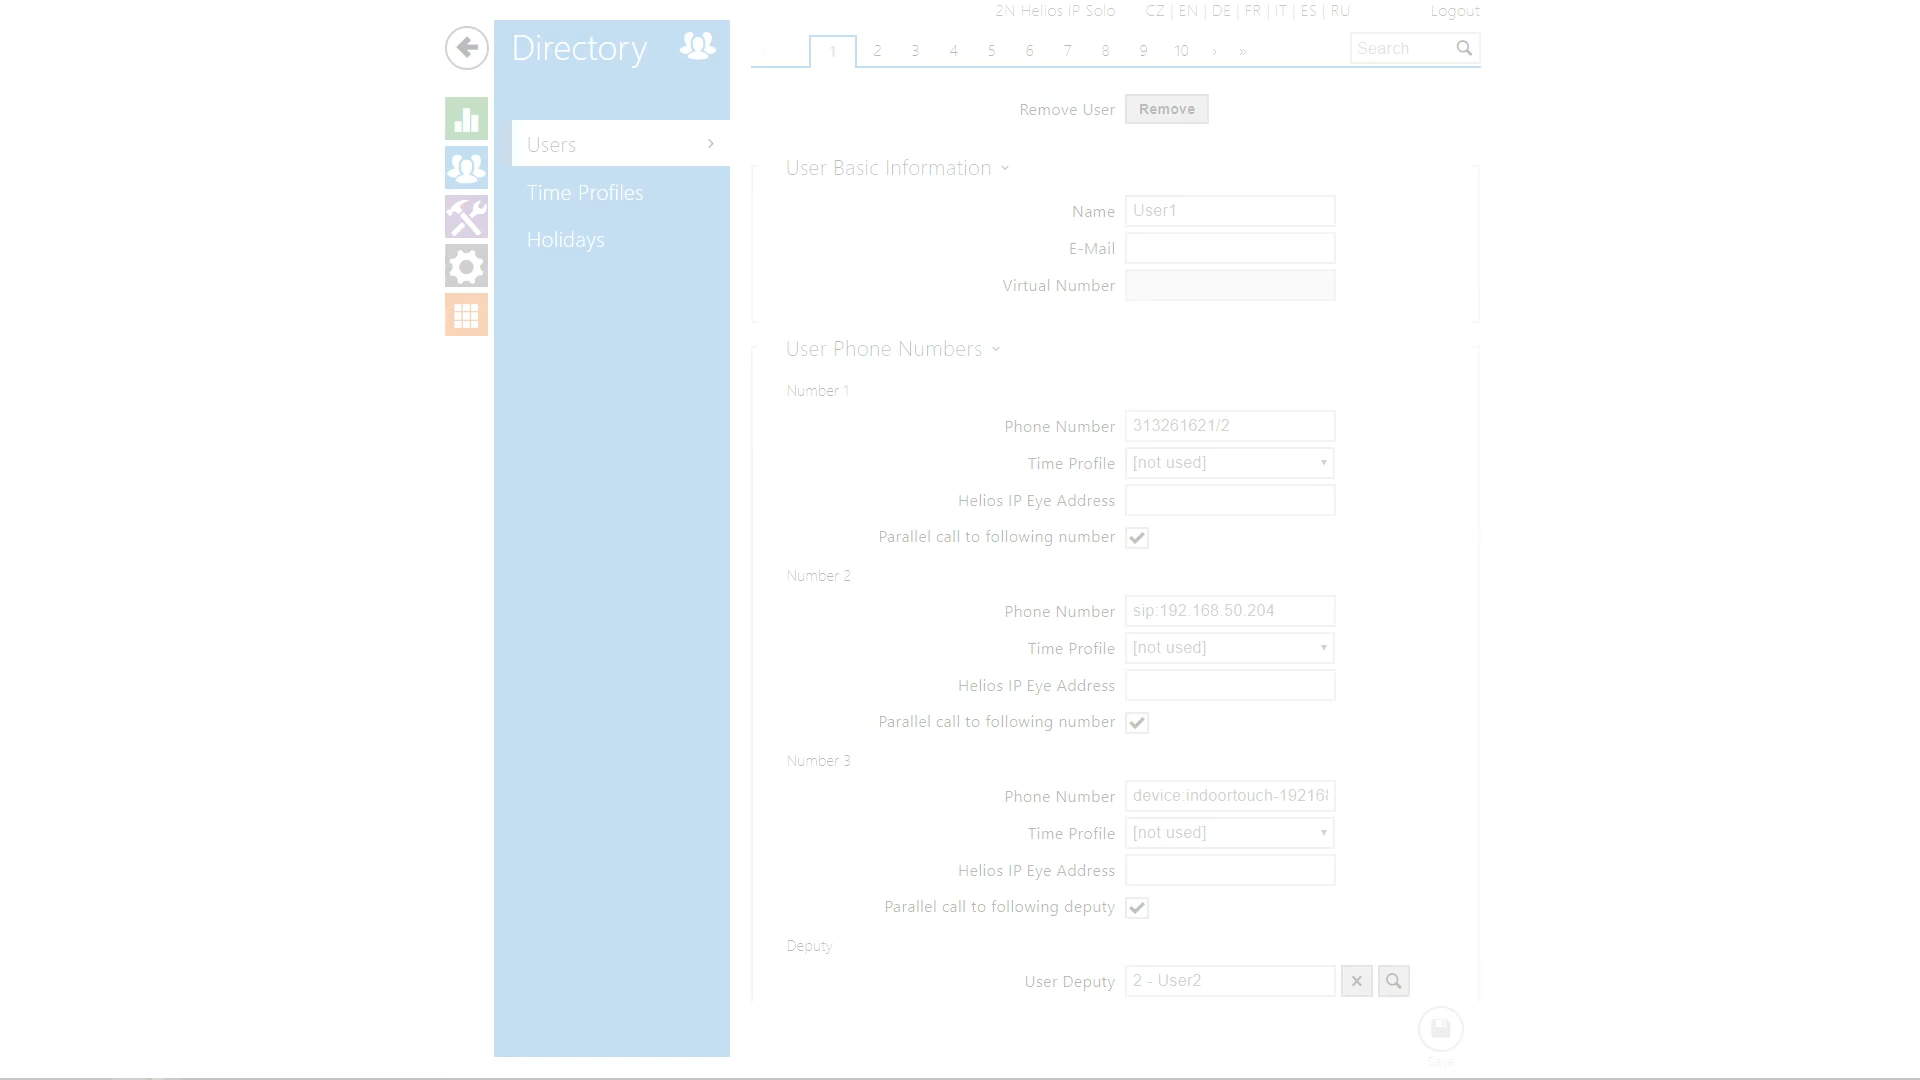 2N Helios IP Solo CZ | EN | DE | FR | IT | ES | RU Logout
Directory
1 2 3 4 5 6 7 8 9 10 › »
Search
Remove User Remove
Users ›
User Basic Information
Time Profiles
Name User1
Holidays
E-Mail
Virtual Number
User Phone Numbers
Number 1
Phone Number 313261621/2
Time Profile [not used]
Helios IP Eye Address
Parallel call to following number
Number 2
Phone Number sip:192.168.50.204
Time Profile [not used]
Helios IP Eye Address
Parallel call to following number
Number 3
Phone Number device:indoortouch-19216
Time Profile [not used]
Helios IP Eye Address
Parallel call to following deputy
Deputy
User Deputy 2 - User2
Save